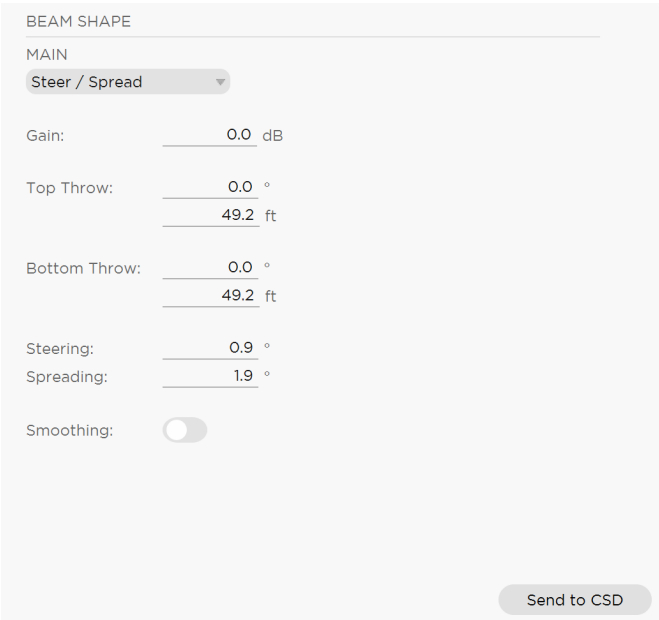 BEAM SHAPE
MAIN
Steer / Spread
Gain: 0.0 dB
Top Throw: 0.0 °
49.2 ft
Bottom Throw: 0.0 °
49.2 ft
Steering: 0.9 °
Spreading: 1.9 °
Smoothing:
Send to CSD